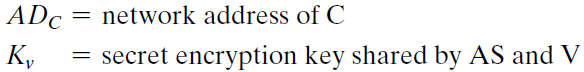 AD_C = network address of C
K_v = secret encryption key shared by AS and V